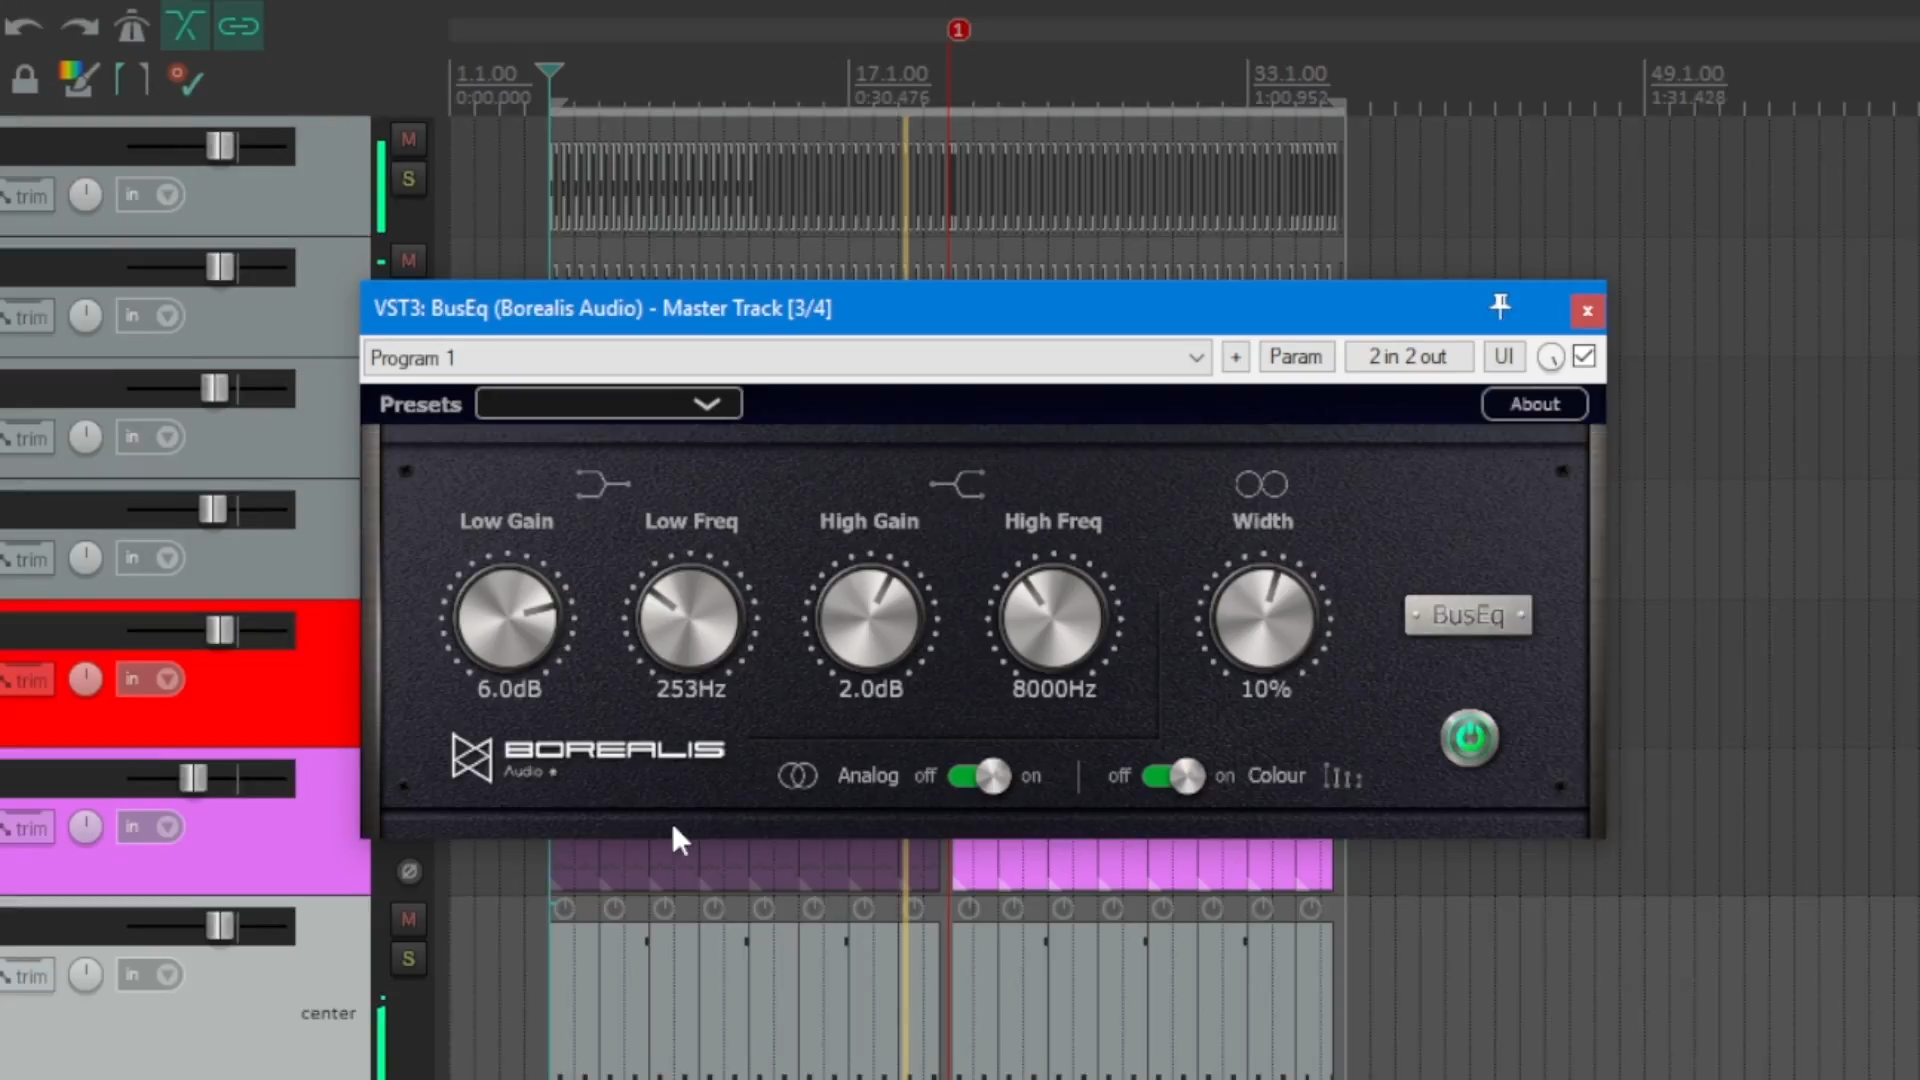 1
1.1.00 17.1.00 33.1.00 49.1.00
0:00.000 0:30.476 1:00.952 1:31.428
M
S
trim in
M
trim in
VST3: BusEq (Borealis Audio) - Master Track [3/4] x
Program 1 + Param 2 in 2 out UI
Presets About
trim in
Low Gain Low Freq High Gain High Freq Width
trim in
BusEq
6.0dB 253Hz 2.0dB 8000Hz 10%
trim in
BOREALIS
Audio
Analog off on | off on Colour
trim in
M
S
trim in
center